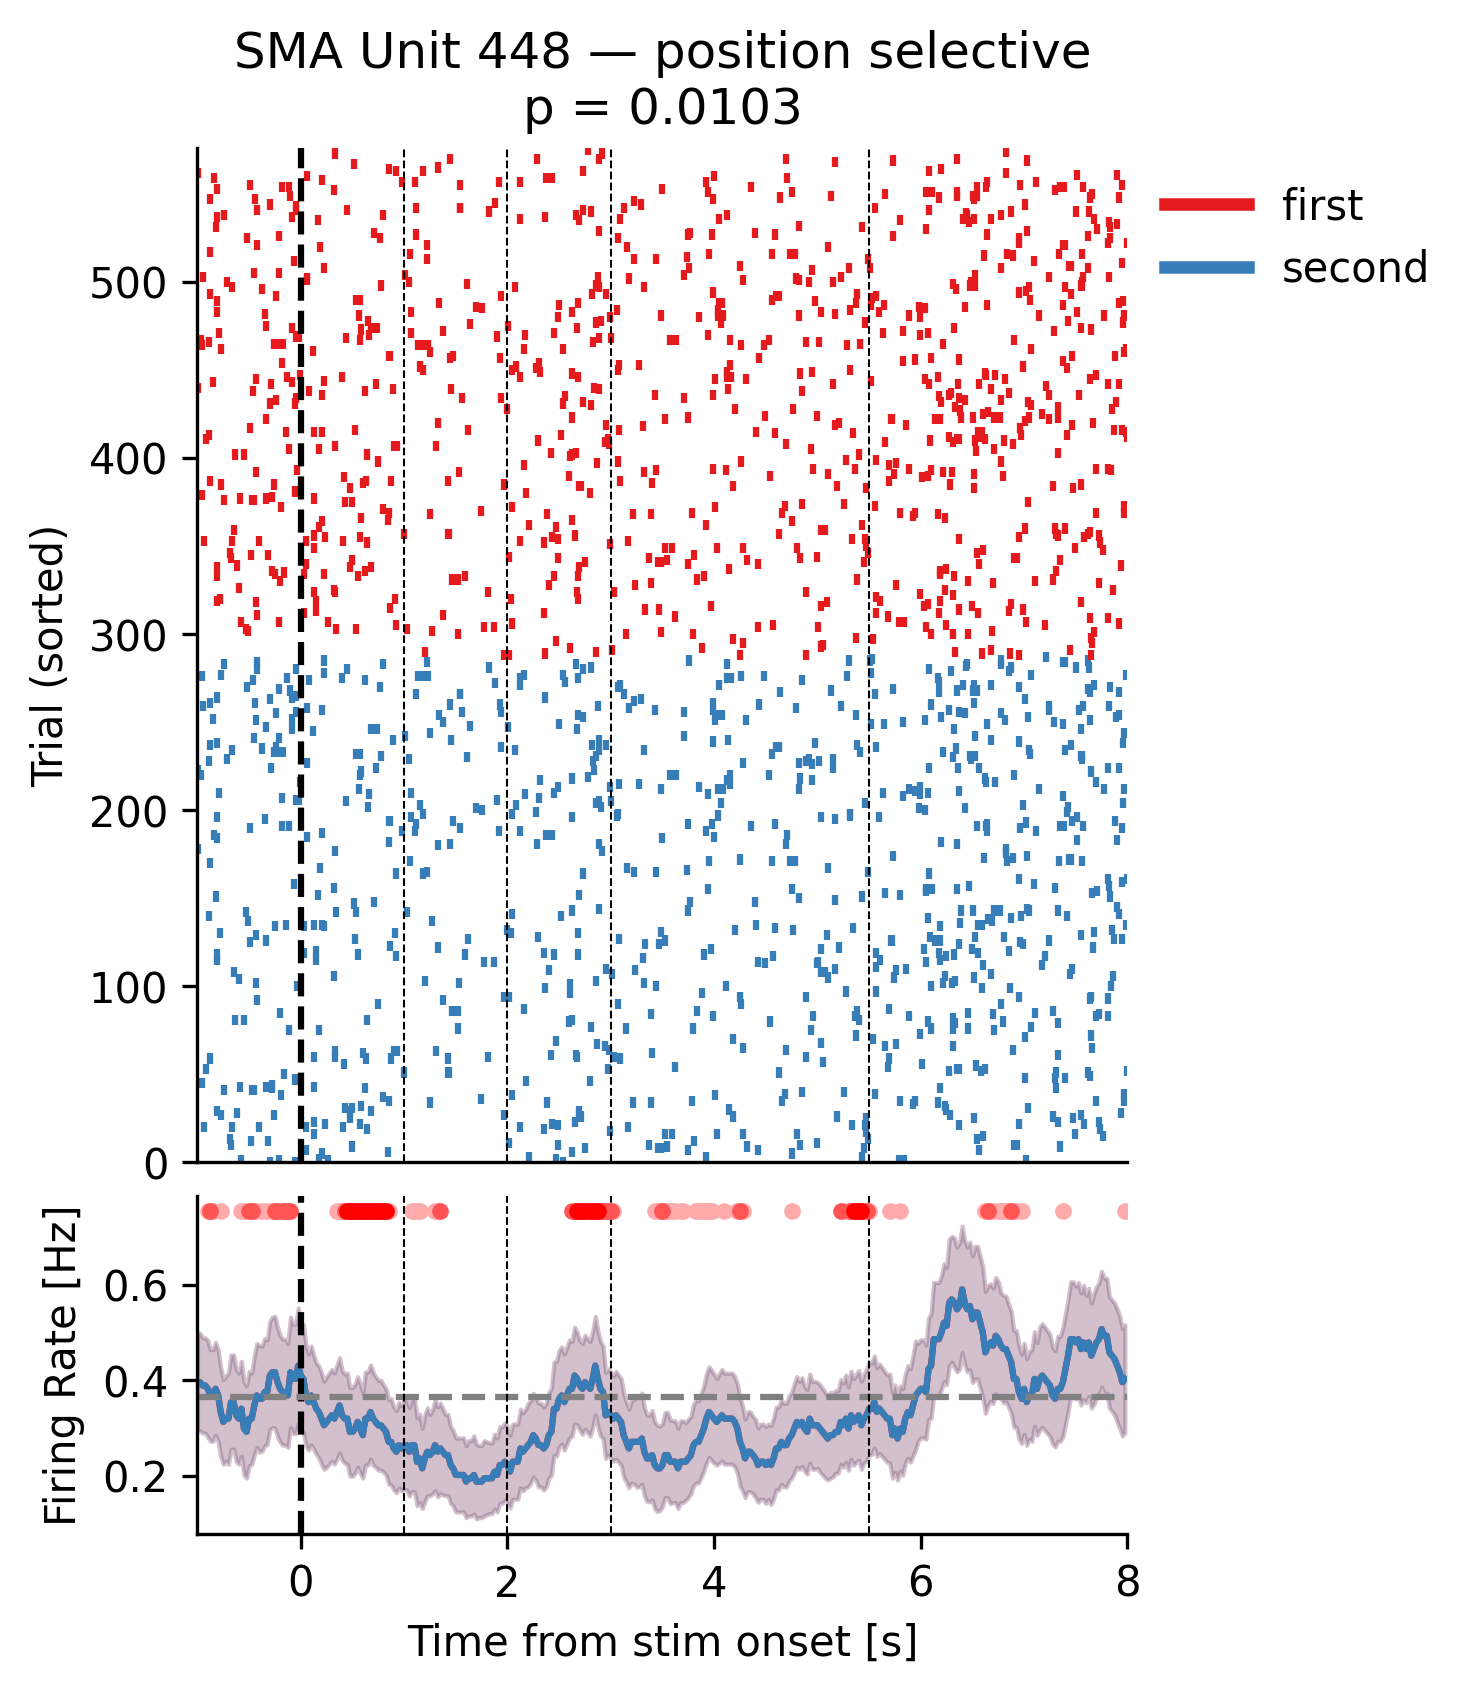 SMA Unit 448 — position selective
p = 0.0103
first
second
500
400
300
200
100
0
Trial (sorted)
0.6
0.4
0.2
Firing Rate [Hz]
0 2 4 6 8
Time from stim onset [s]